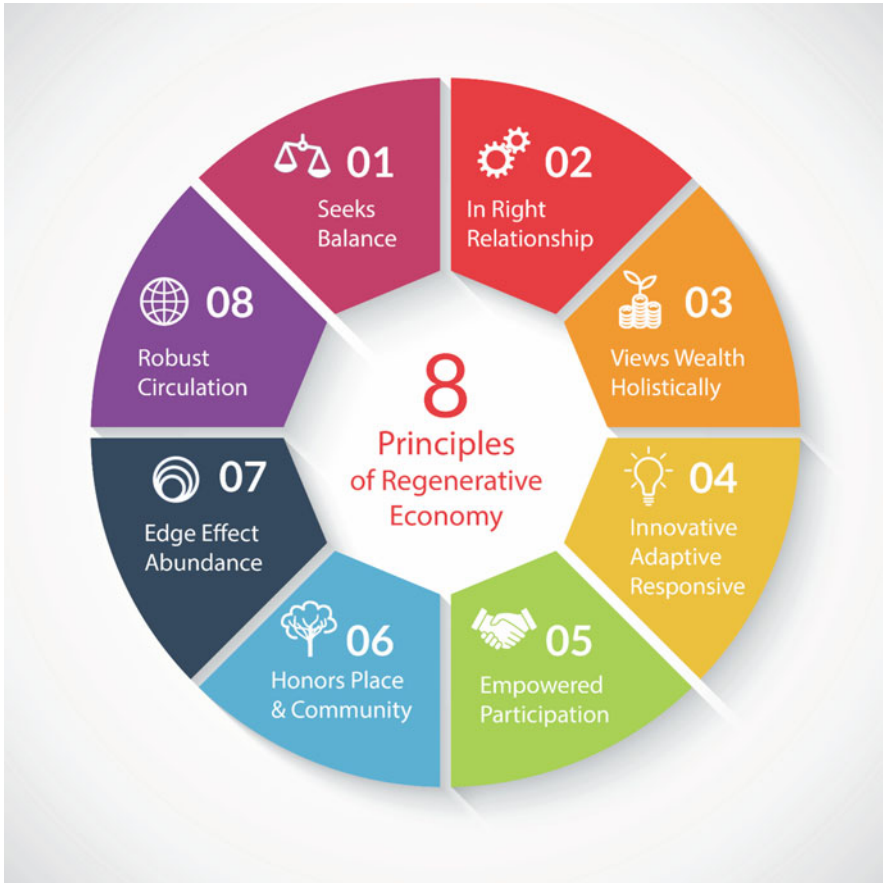 8
Principles
of Regenerative
Economy
01
Seeks
Balance
02
In Right
Relationship
03
Views Wealth
Holistically
04
Innovative
Adaptive
Responsive
05
Empowered
Participation
06
Honors Place
& Community
07
Edge Effect
Abundance
08
Robust
Circulation